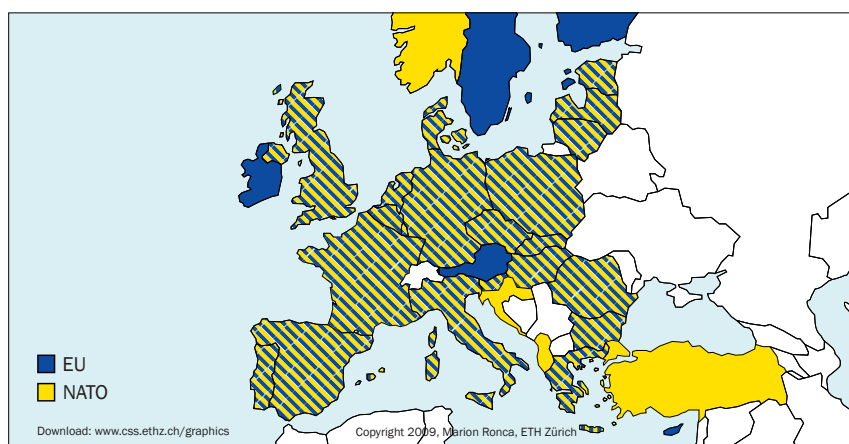 EU
NATO
Download: www.css.ethz.ch/graphics
Copyright 2009, Marion Ronca, ETH Zürich